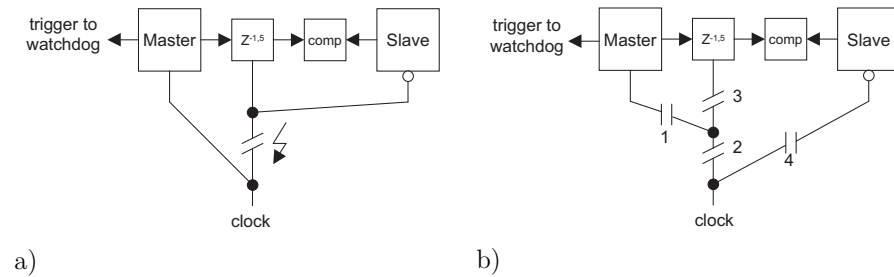 trigger to
watchdog
Master
Z-1,5
comp
Slave
clock
a)
trigger to
watchdog
Master
Z-1,5
comp
Slave
3
1
2
4
clock
b)